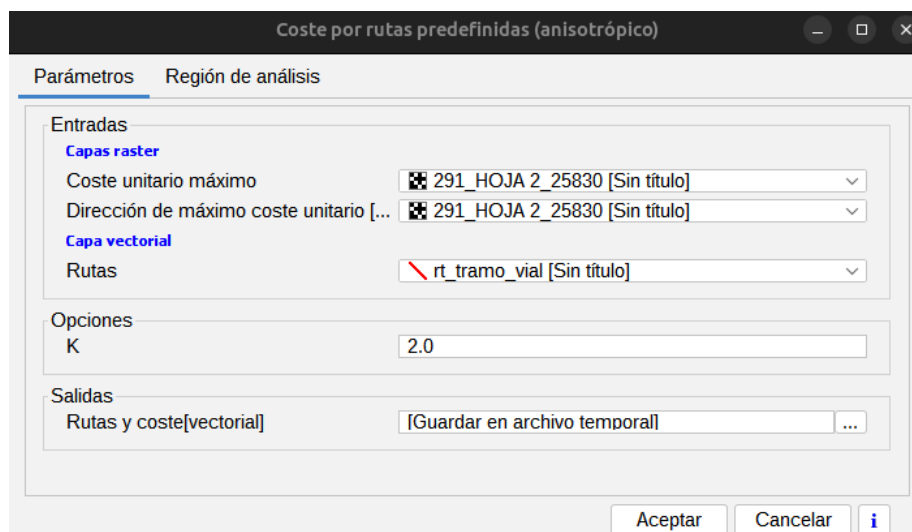 Coste por rutas predefinidas (anisotrópico)
Parámetros Región de análisis
Entradas
Capas raster
Coste unitario máximo 291_HOJA 2_25830 [Sin título]
Dirección de máximo coste unitario [... 291_HOJA 2_25830 [Sin título]
Capa vectorial
Rutas rt_tramo_vial [Sin título]
Opciones
K 2.0
Salidas
Rutas y coste[vectorial] [Guardar en archivo temporal] ...
Aceptar Cancelar i